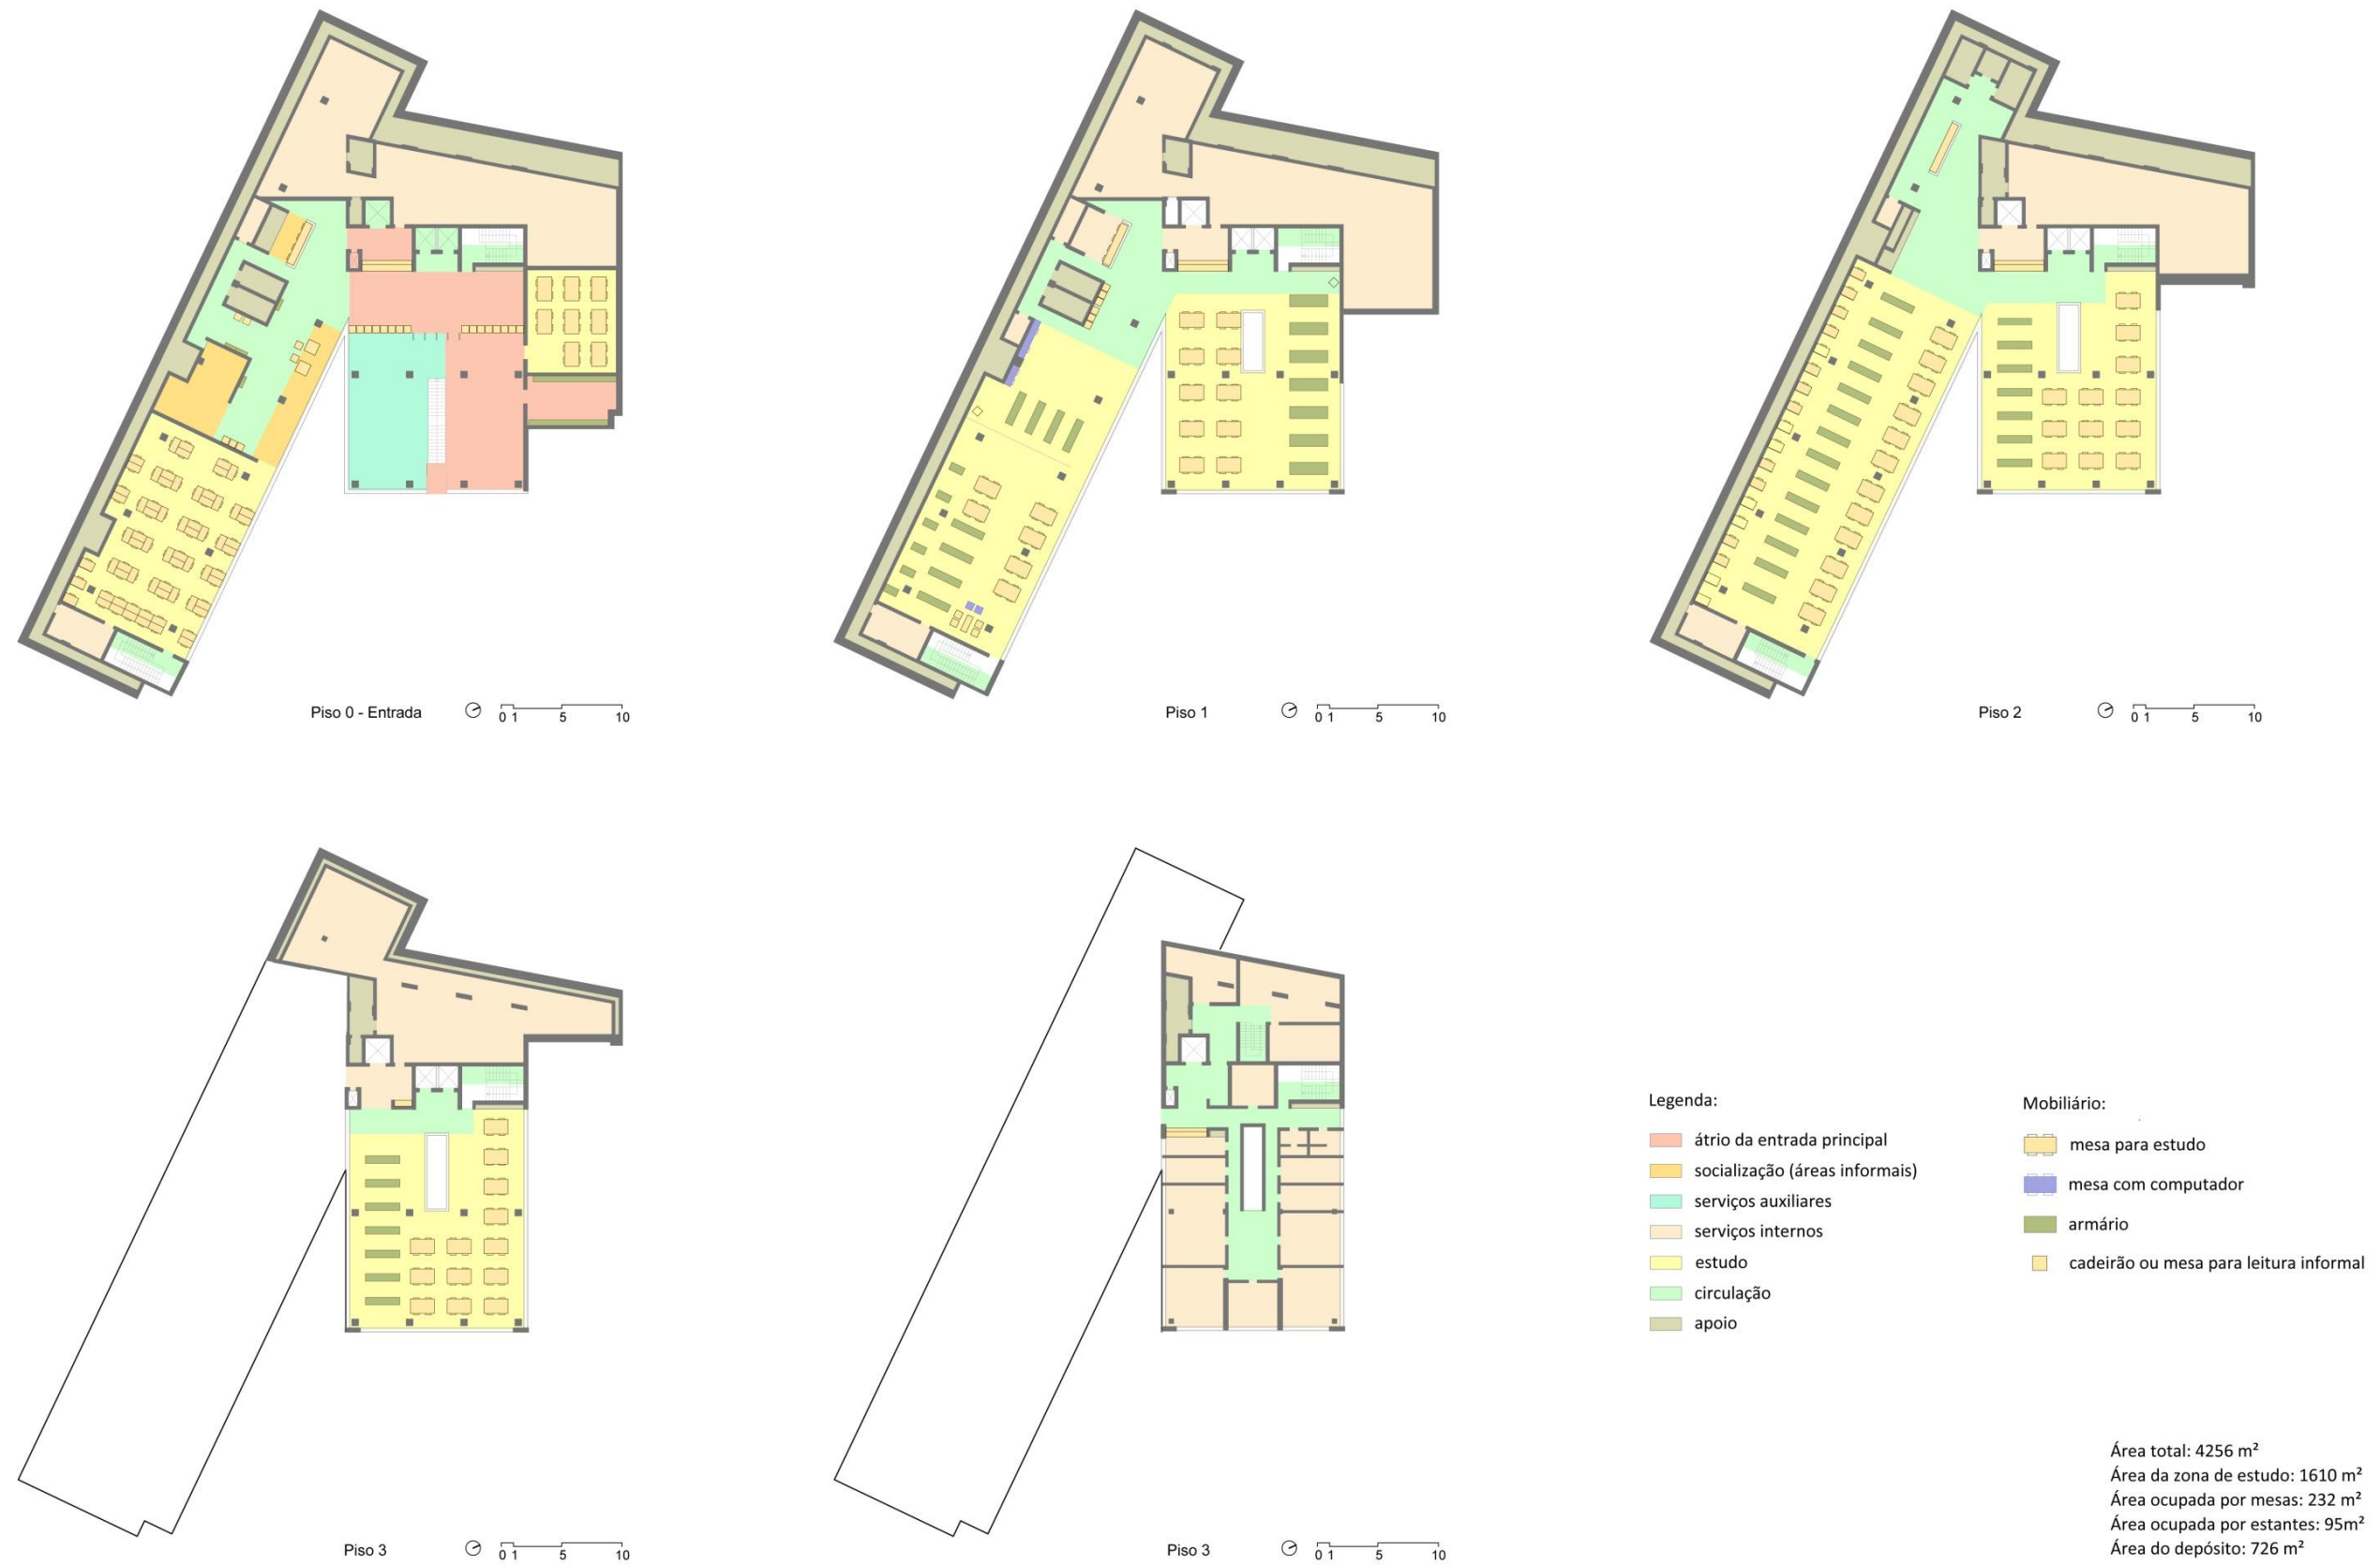 Piso 0 - Entrada
0 1 5 10
Piso 1
0 1 5 10
Piso 2
0 1 5 10
Legenda:
átrio da entrada principal
socialização (áreas informais)
serviços auxiliares
serviços internos
estudo
circulação
apoio
Mobiliário:
mesa para estudo
mesa com computador
armário
cadeirão ou mesa para leitura informal
Área total: 4256 m²
Área da zona de estudo: 1610 m²
Área ocupada por mesas: 232 m²
Área ocupada por estantes: 95m²
Área do depósito: 726 m²
Piso 3
0 1 5 10
Piso 3
0 1 5 10